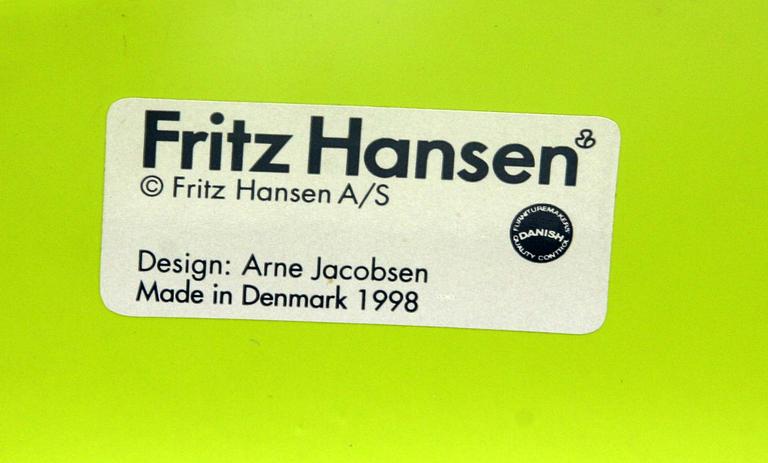 Fritz Hansen
© Fritz Hansen A/S
FURNITUREMAKERS'
DANISH
QUALITY CONTROL
Design: Arne Jacobsen
Made in Denmark 1998